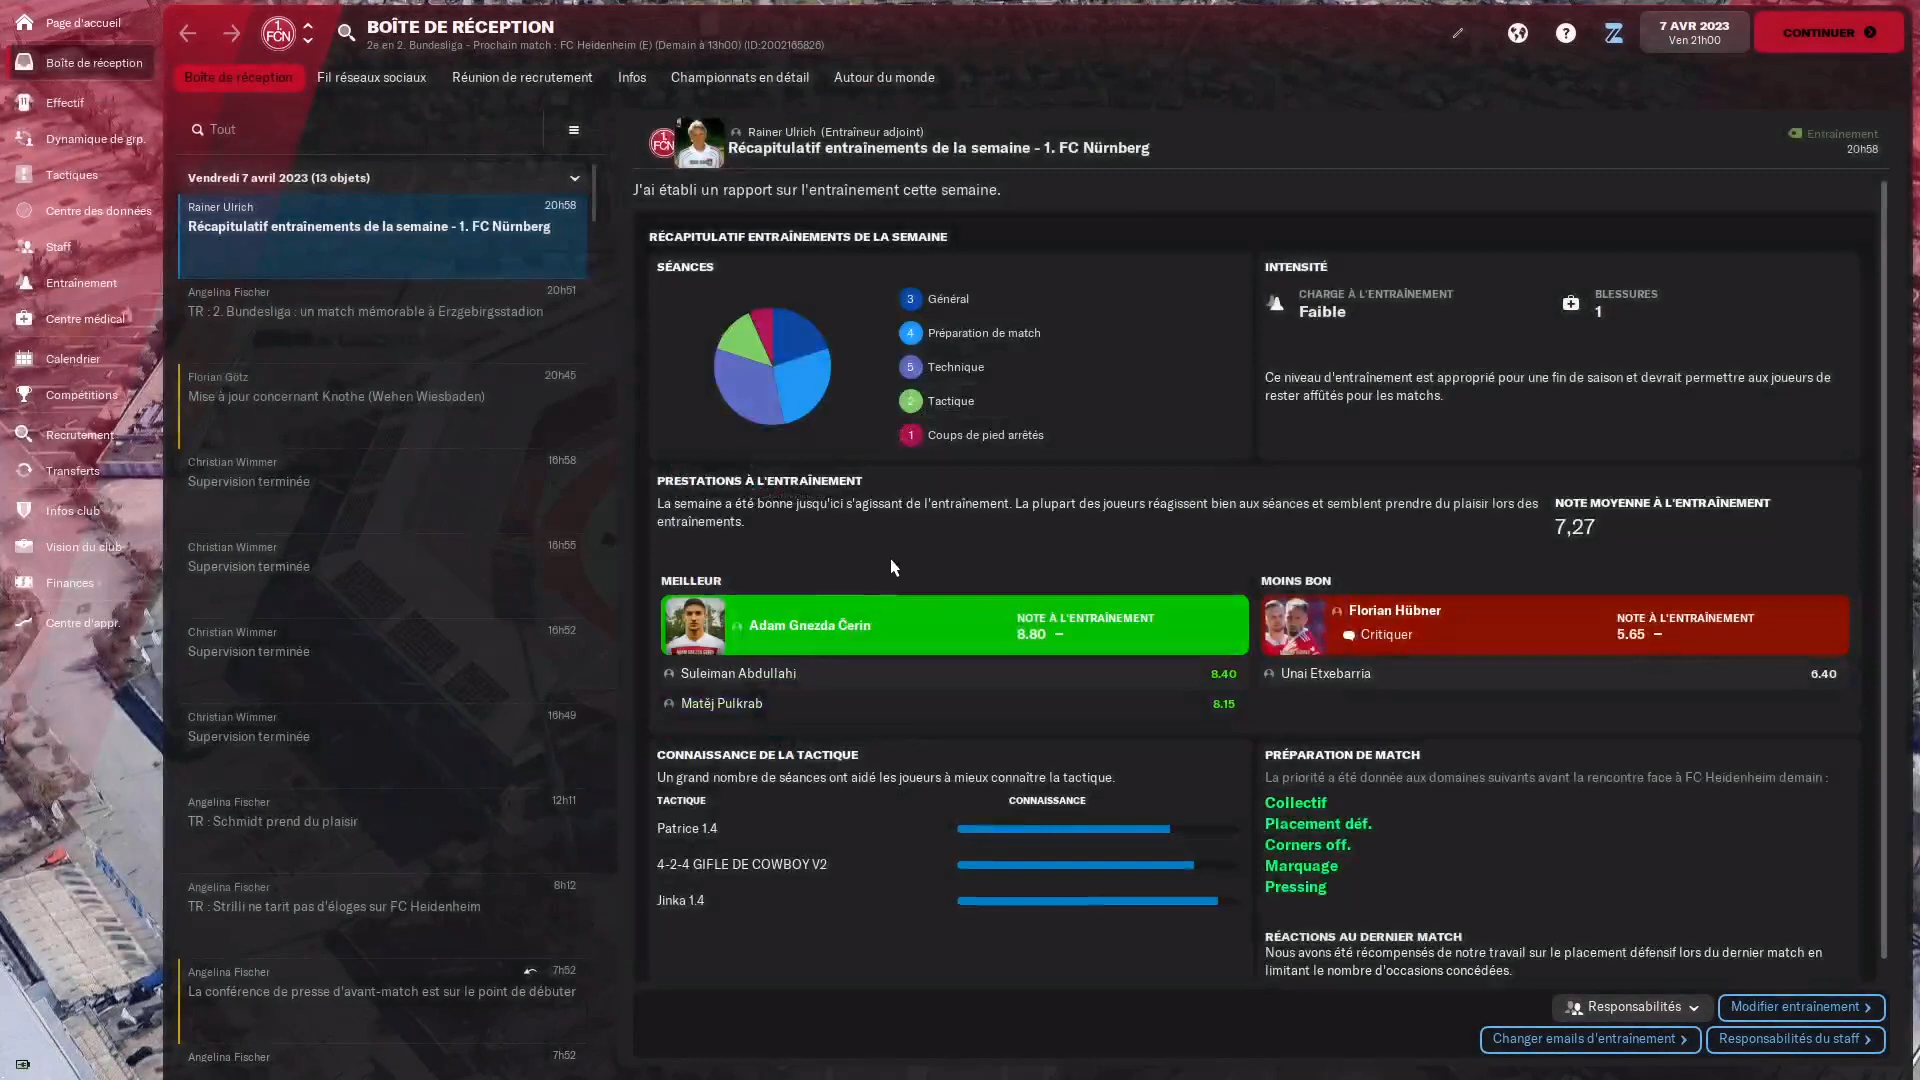 Page d'accueil
Boîte de réception
Effectif
Dynamique de grp.
Tactiques
Centre des données
Staff
Entraînement
Centre médical
Calendrier
Compétitions
Recrutement
Transferts
Infos club
Vision du club
Finances
Centre d'appr.
BOÎTE DE RÉCEPTION
2e en 2. Bundesliga - Prochain match : FC Heidenheim (E) (Demain à 13h00) (ID:2002165826)
7 AVR 2023
Ven 21h00
CONTINUER
Boîte de réception
Fil réseaux sociaux
Réunion de recrutement
Infos
Championnats en détail
Autour du monde
Tout
Vendredi 7 avril 2023 (13 objets)
Rainer Ulrich 20h58
Récapitulatif entraînements de la semaine - 1. FC Nürnberg
Angelina Fischer 20h51
TR : 2. Bundesliga : un match mémorable à Erzgebirgsstadion
Florian Götz 20h45
Mise à jour concernant Knothe (Wehen Wiesbaden)
Christian Wimmer 16h58
Supervision terminée
Christian Wimmer 16h55
Supervision terminée
Christian Wimmer 16h52
Supervision terminée
Christian Wimmer 16h49
Supervision terminée
Angelina Fischer 12h11
TR : Schmidt prend du plaisir
Angelina Fischer 8h12
TR : Strilli ne tarit pas d'éloges sur FC Heidenheim
Angelina Fischer 7h52
La conférence de presse d'avant-match est sur le point de débuter
Angelina Fischer 7h52
Rainer Ulrich (Entraîneur adjoint)
Récapitulatif entraînements de la semaine - 1. FC Nürnberg
Entraînement
20h58
J'ai établi un rapport sur l'entraînement cette semaine.
RÉCAPITULATIF ENTRAÎNEMENTS DE LA SEMAINE
SÉANCES
3 Général
4 Préparation de match
5 Technique
2 Tactique
1 Coups de pied arrêtés
INTENSITÉ
CHARGE À L'ENTRAÎNEMENT
Faible
BLESSURES
1
Ce niveau d'entraînement est approprié pour une fin de saison et devrait permettre aux joueurs de
rester affûtés pour les matchs.
PRESTATIONS À L'ENTRAÎNEMENT
La semaine a été bonne jusqu'ici s'agissant de l'entraînement. La plupart des joueurs réagissent bien aux séances et semblent prendre du plaisir lors des
entraînements.
NOTE MOYENNE À L'ENTRAÎNEMENT
7,27
MEILLEUR
Adam Gnezda Čerin
NOTE À L'ENTRAÎNEMENT
8.80 –
Suleiman Abdullahi 8.40
Matěj Pulkrab 8.15
MOINS BON
Florian Hübner
Critiquer
NOTE À L'ENTRAÎNEMENT
5.65 –
Unai Etxebarria 6.40
CONNAISSANCE DE LA TACTIQUE
Un grand nombre de séances ont aidé les joueurs à mieux connaître la tactique.
TACTIQUE CONNAISSANCE
Patrice 1.4
4-2-4 GIFLE DE COWBOY V2
Jinka 1.4
PRÉPARATION DE MATCH
La priorité a été donnée aux domaines suivants avant la rencontre face à FC Heidenheim demain :
Collectif
Placement déf.
Corners off.
Marquage
Pressing
RÉACTIONS AU DERNIER MATCH
Nous avons été récompensés de notre travail sur le placement défensif lors du dernier match en
limitant le nombre d'occasions concédées.
Responsabilités
Modifier entraînement
Changer emails d'entraînement
Responsabilités du staff